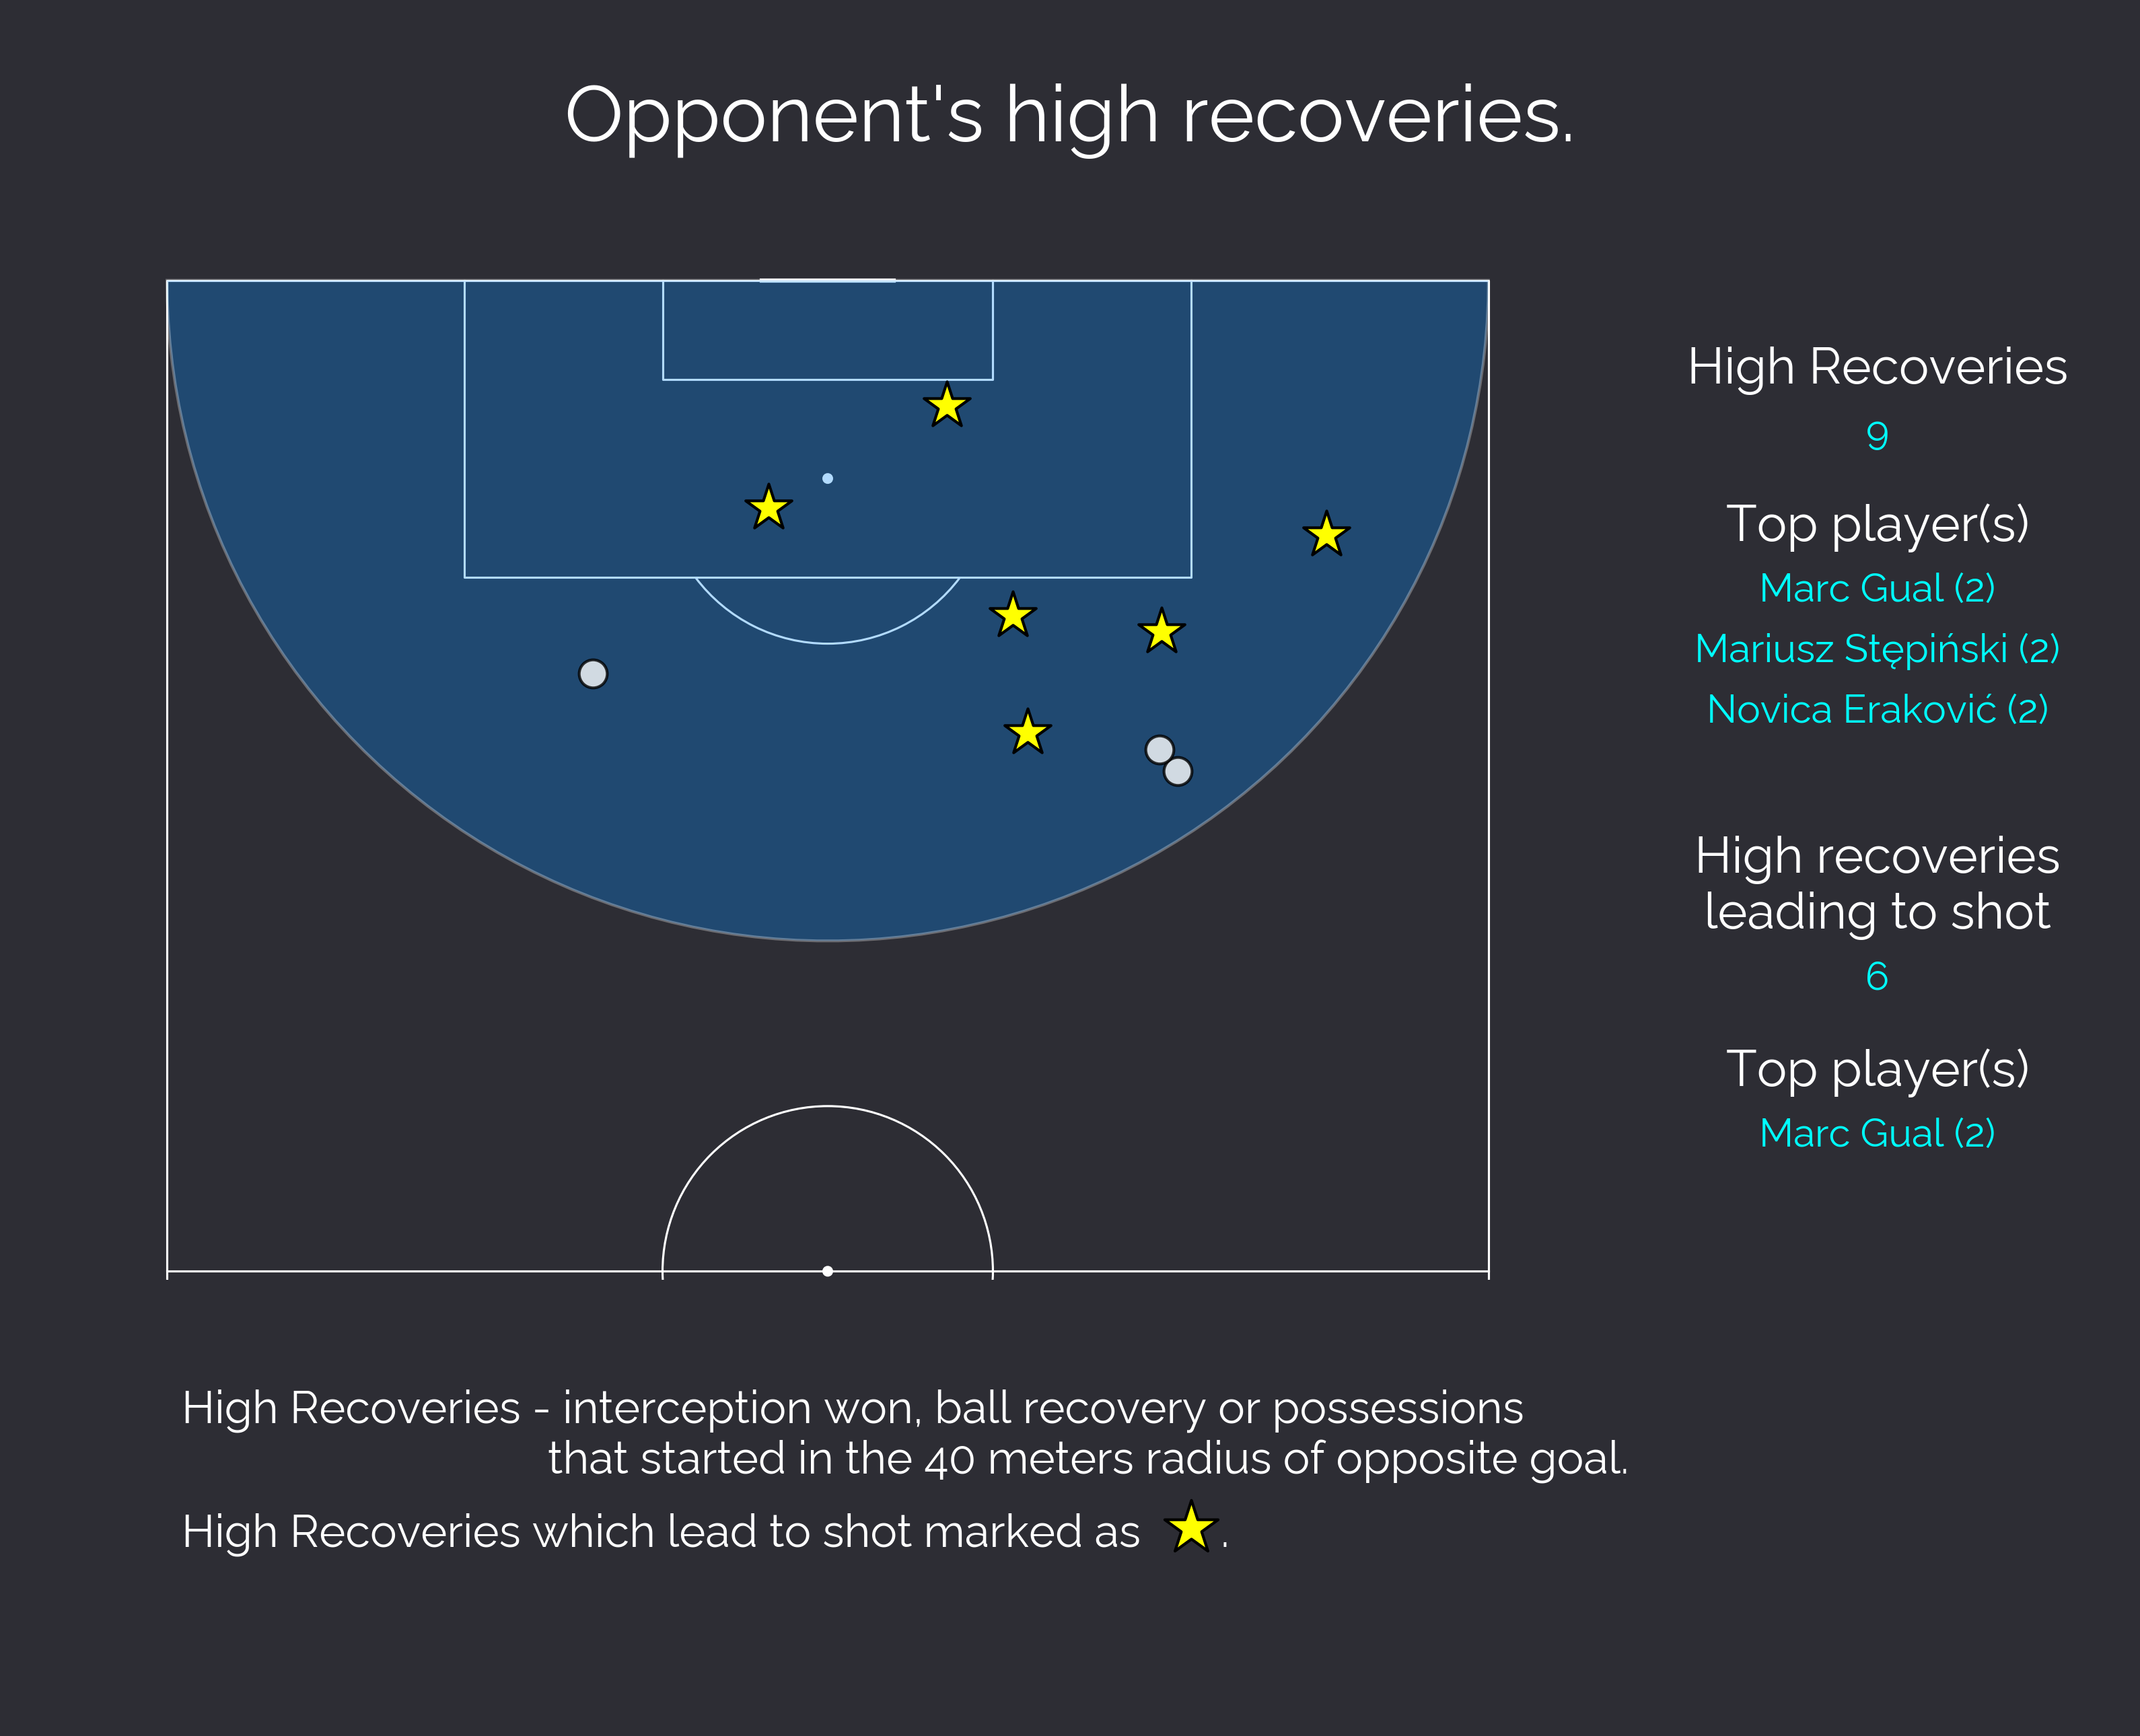 Opponent's high recoveries.
High Recoveries
9
Top player(s)
Marc Gual (2)
Mariusz Stępiński (2)
Novica Eraković (2)
High recoveries
leading to shot
6
Top player(s)
Marc Gual (2)
High Recoveries - interception won, ball recovery or possessions
that started in the 40 meters radius of opposite goal.
High Recoveries which lead to shot marked as .